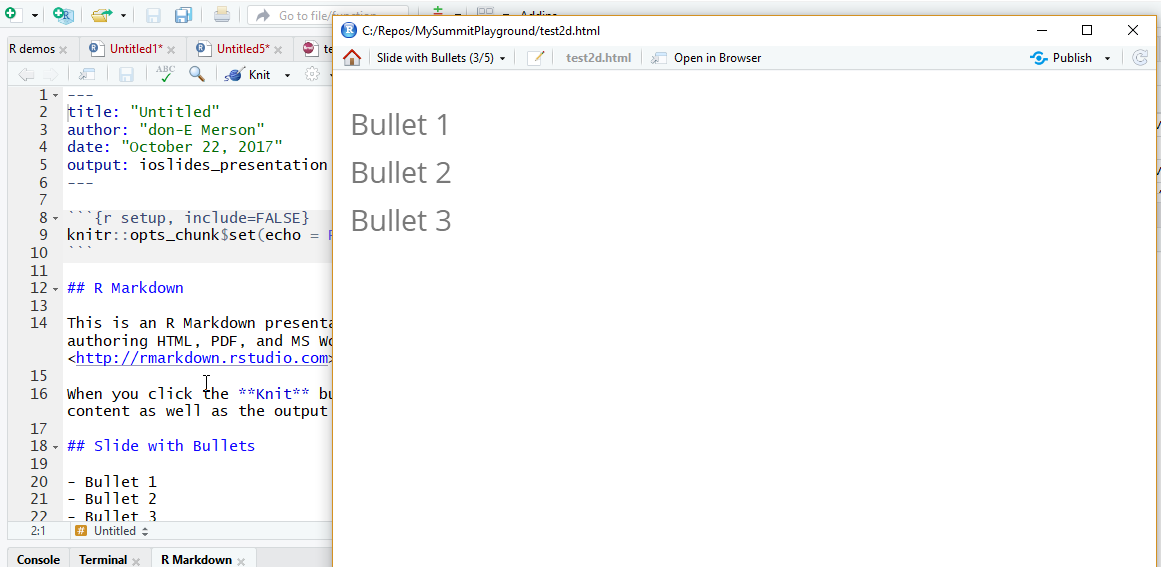 Go to file/function
Addins
R demos
Untitled1*
Untitled5*
Knit
1 ---
2 title: "Untitled"
3 author: "don-E Merson"
4 date: "October 22, 2017"
5 output: ioslides_presentation
6 ---
7
8 ```{r setup, include=FALSE}
9 knitr::opts_chunk$set(echo =
10 ```
11
12 ## R Markdown
13
14 This is an R Markdown
authoring HTML, PDF, and MS
<http://rmarkdown.rstudio.com>
15
16 When you click the **Knit**
content as well as the output
17
18 ## Slide with Bullets
19
20 - Bullet 1
21 - Bullet 2
22 - Bullet 3
2:1 # Untitled
Console Terminal R Markdown
C:/Repos/MySummitPlayground/test2d.html
Slide with Bullets (3/5) test2d.html Open in Browser Publish
Bullet 1
Bullet 2
Bullet 3